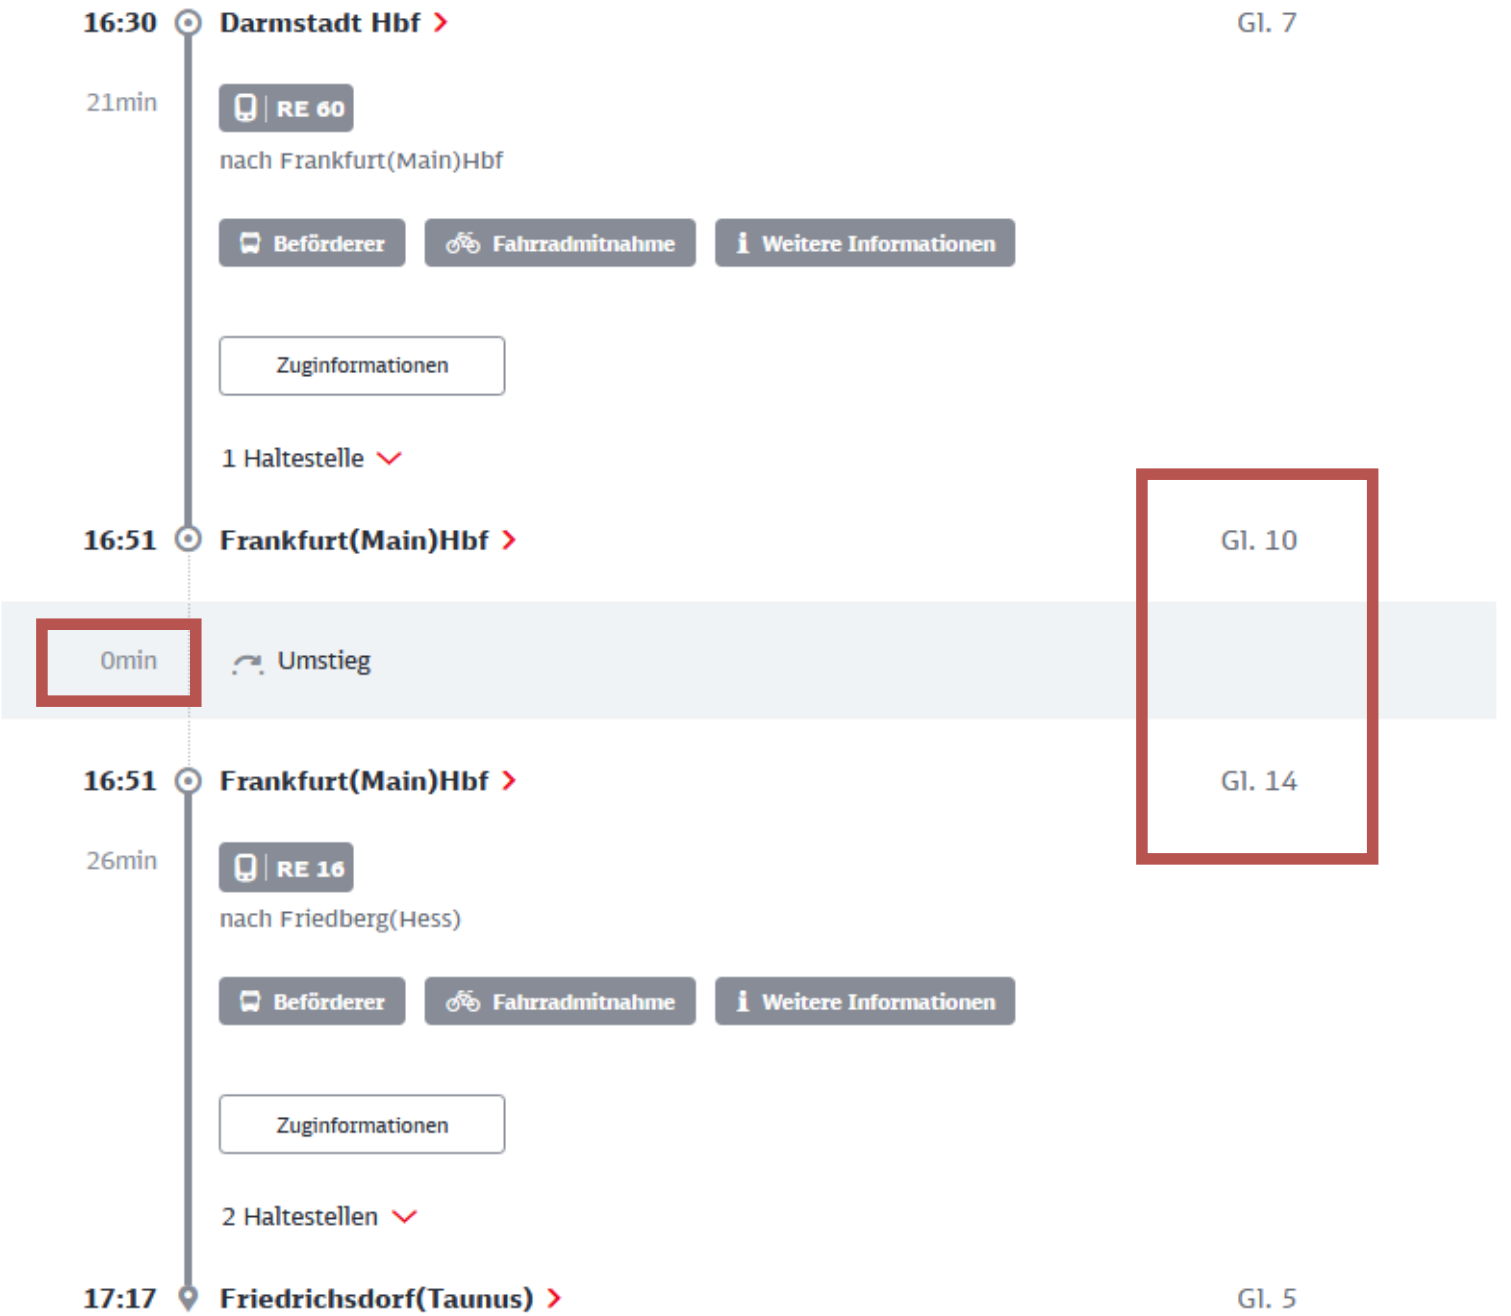 16:30 Darmstadt Hbf Gl. 7
21min RE 60
nach Frankfurt(Main)Hbf
Beförderer Fahrradmitnahme Weitere Informationen
Zuginformationen
1 Haltestelle
16:51 Frankfurt(Main)Hbf Gl. 10
0min Umstieg
16:51 Frankfurt(Main)Hbf Gl. 14
26min RE 16
nach Friedberg(Hess)
Beförderer Fahrradmitnahme Weitere Informationen
Zuginformationen
2 Haltestellen
17:17 Friedrichsdorf(Taunus) Gl. 5